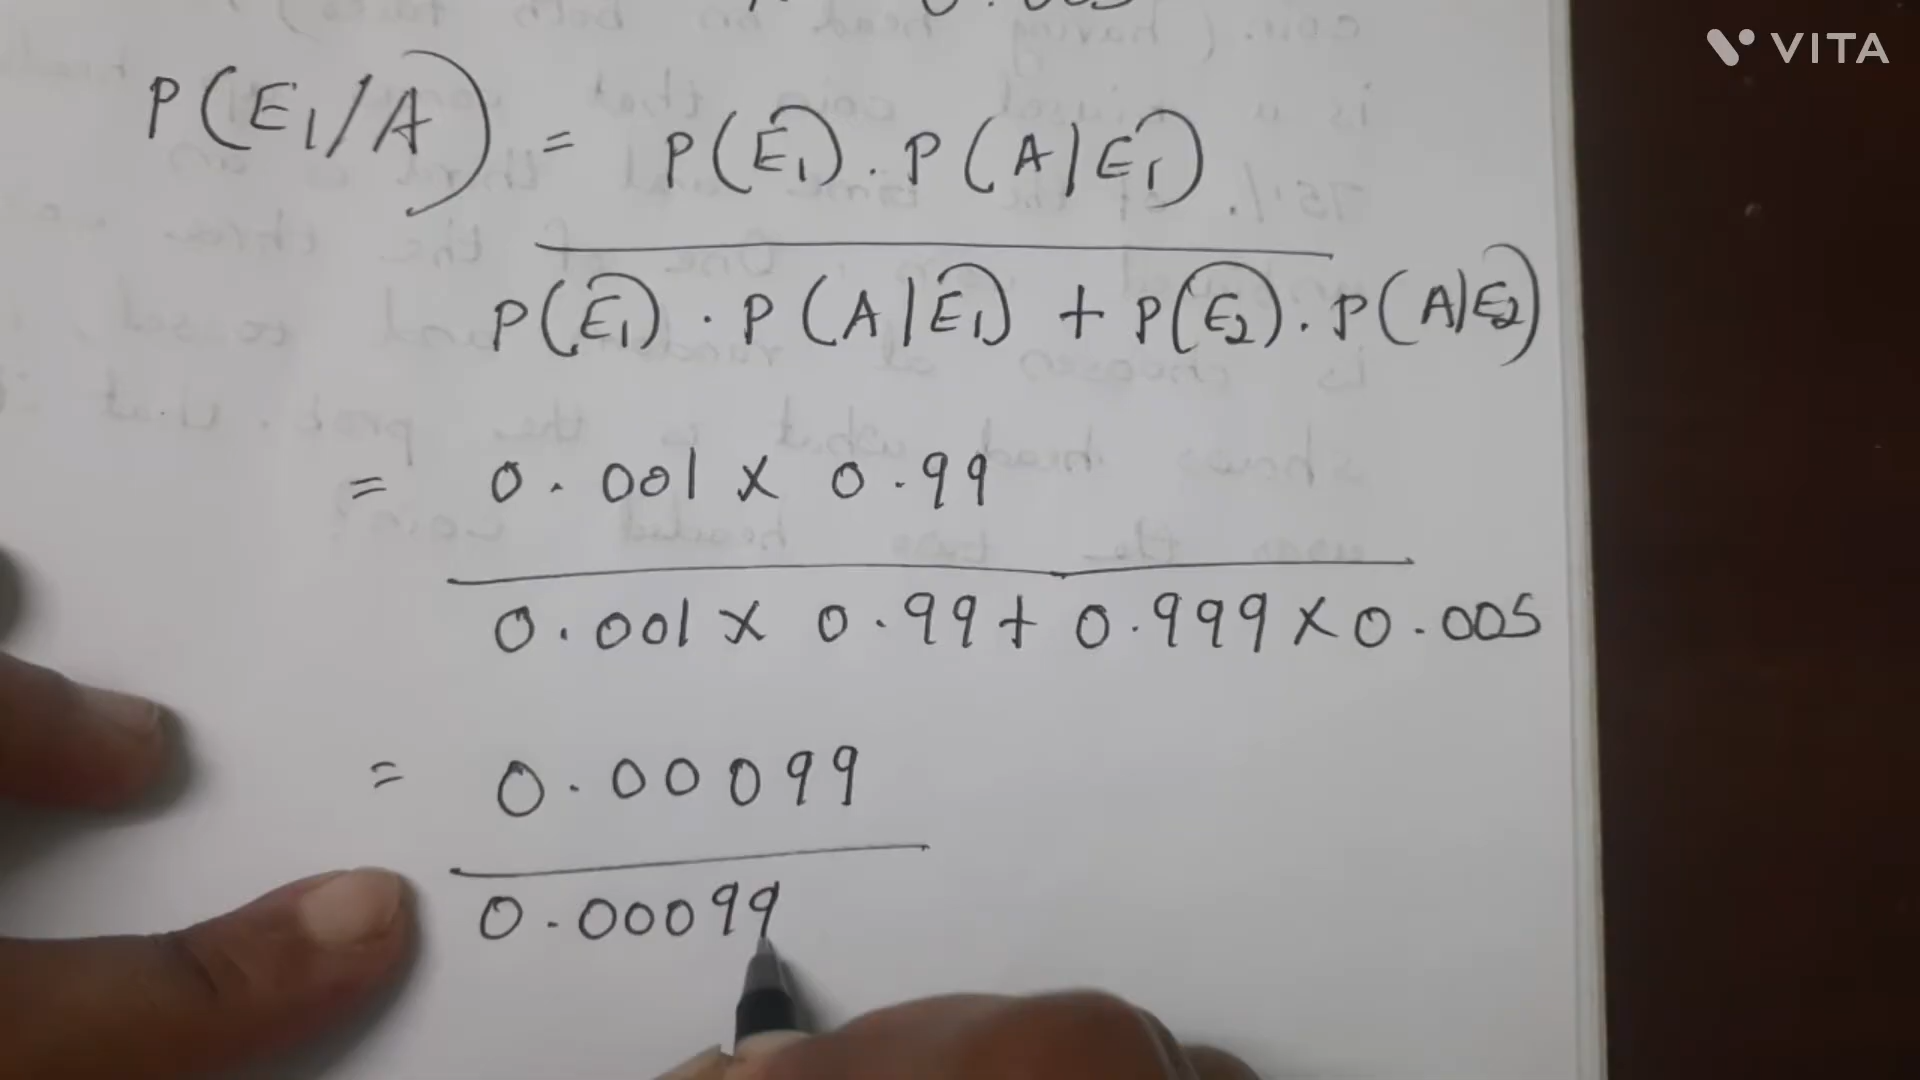 VITA
P(E1/A) = P(E1) . P(A|E1)
P(E1) . P(A|E1) + P(E2) . P(A|E2)
= 0.001 x 0.99
0.001 x 0.99 + 0.999 x 0.005
= 0.00099
0.00099